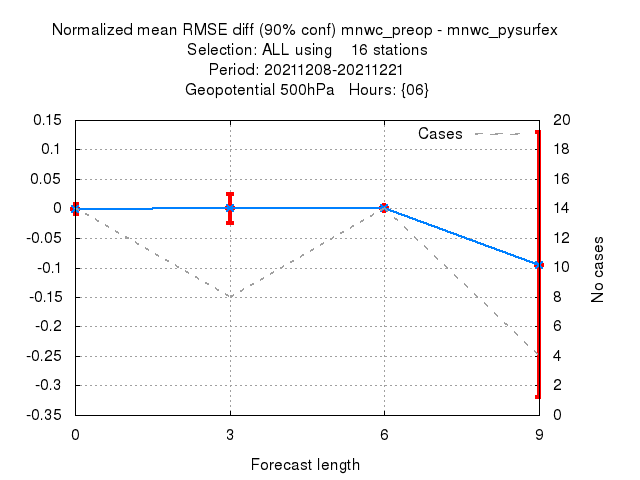 Normalized mean RMSE diff (90% conf) mnwc_preop - mnwc_pysurfex
Selection: ALL using    16 stations
Period: 20211208-20211221
Geopotential 500hPa   Hours: {06}
Cases
0.15
0.1
0.05
0
-0.05
-0.1
-0.15
-0.2
-0.25
-0.3
-0.35
20
18
16
14
12
10
8
6
4
2
0
No cases
0 3 6 9
Forecast length